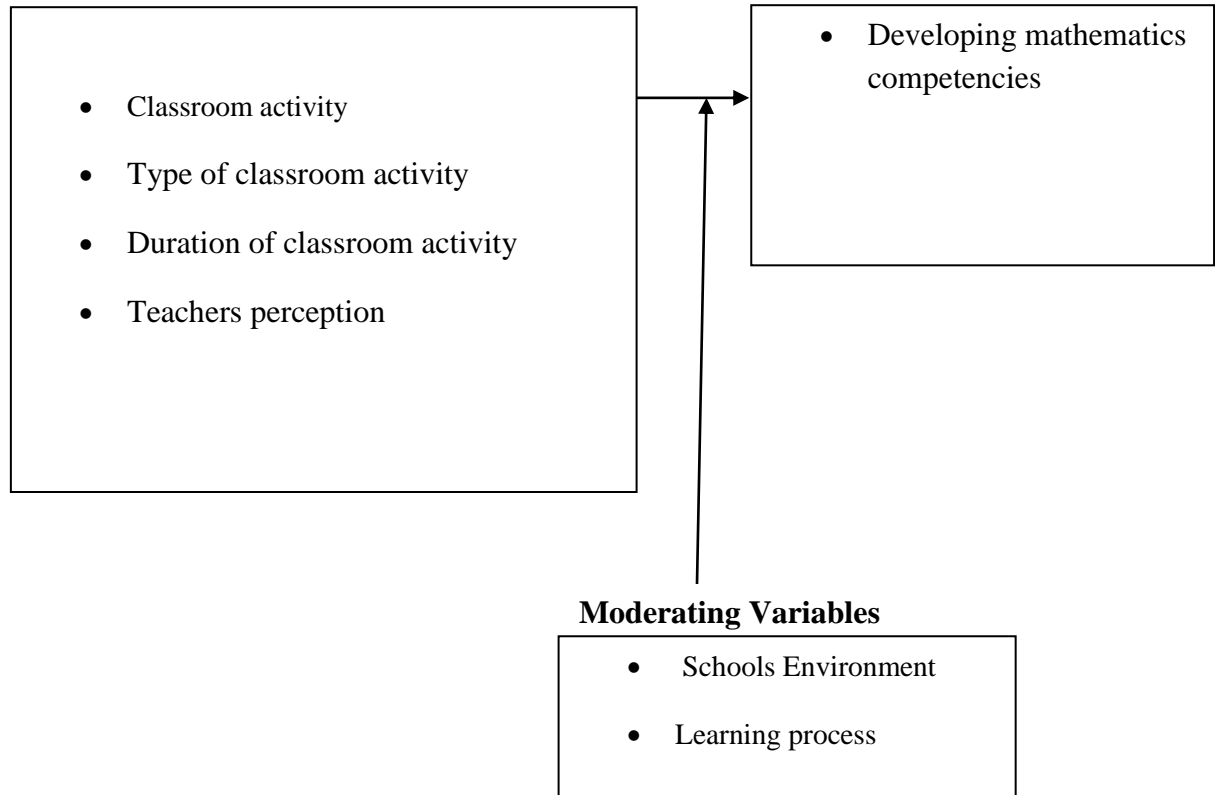 • Classroom activity
• Type of classroom activity
• Duration of classroom activity
• Teachers perception
• Developing mathematics
competencies
Moderating Variables
• Schools Environment
• Learning process